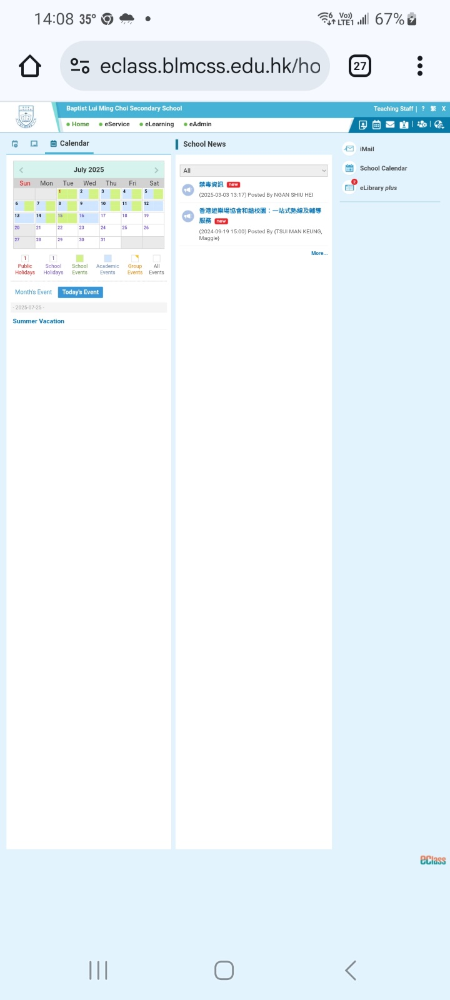 14:08 35°
Vo)) LTE1 67%
eclass.blmcss.edu.hk/ho
27
Baptist Lui Ming Choi Secondary School
Teaching Staff | ? 繁 X
Home eService eLearning eAdmin
Calendar
July 2025
Sun Mon Tue Wed Thu Fri Sat
1 2 3 4 5
6 7 8 9 10 11 12
13 14 15 16 17 18 19
20 21 22 23 24 25 26
27 28 29 30 31
1 Public Holidays
1 School Holidays
School Events
Academic Events
Group Events
All Events
Month's Event Today's Event
- 2025-07-25 -
Summer Vacation
School News
All
禁毒資訊 new
(2025-03-03 13:17) Posted By NGAN SHIU HEI
香港遊樂場協會和諧校園：一站式熱線及輔導
服務 new
(2024-09-19 15:00) Posted By (TSUI MAN KEUNG,
Maggie)
More...
iMail
School Calendar
2
eLibrary plus
eClass